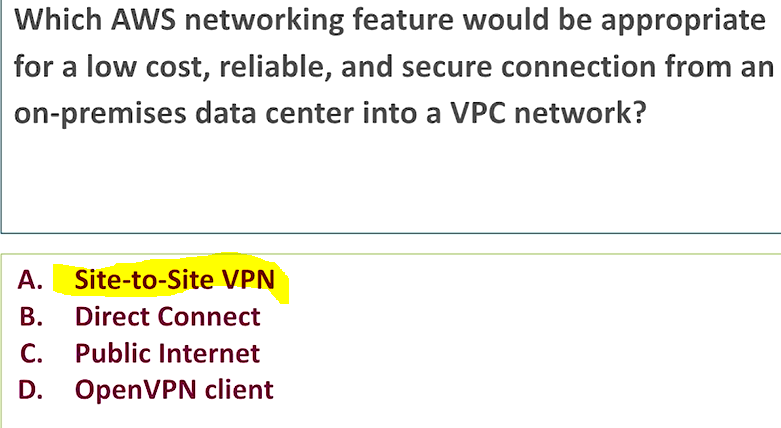 Which AWS networking feature would be appropriate
for a low cost, reliable, and secure connection from an
on-premises data center into a VPC network?
A. Site-to-Site VPN
B. Direct Connect
C. Public Internet
D. OpenVPN client